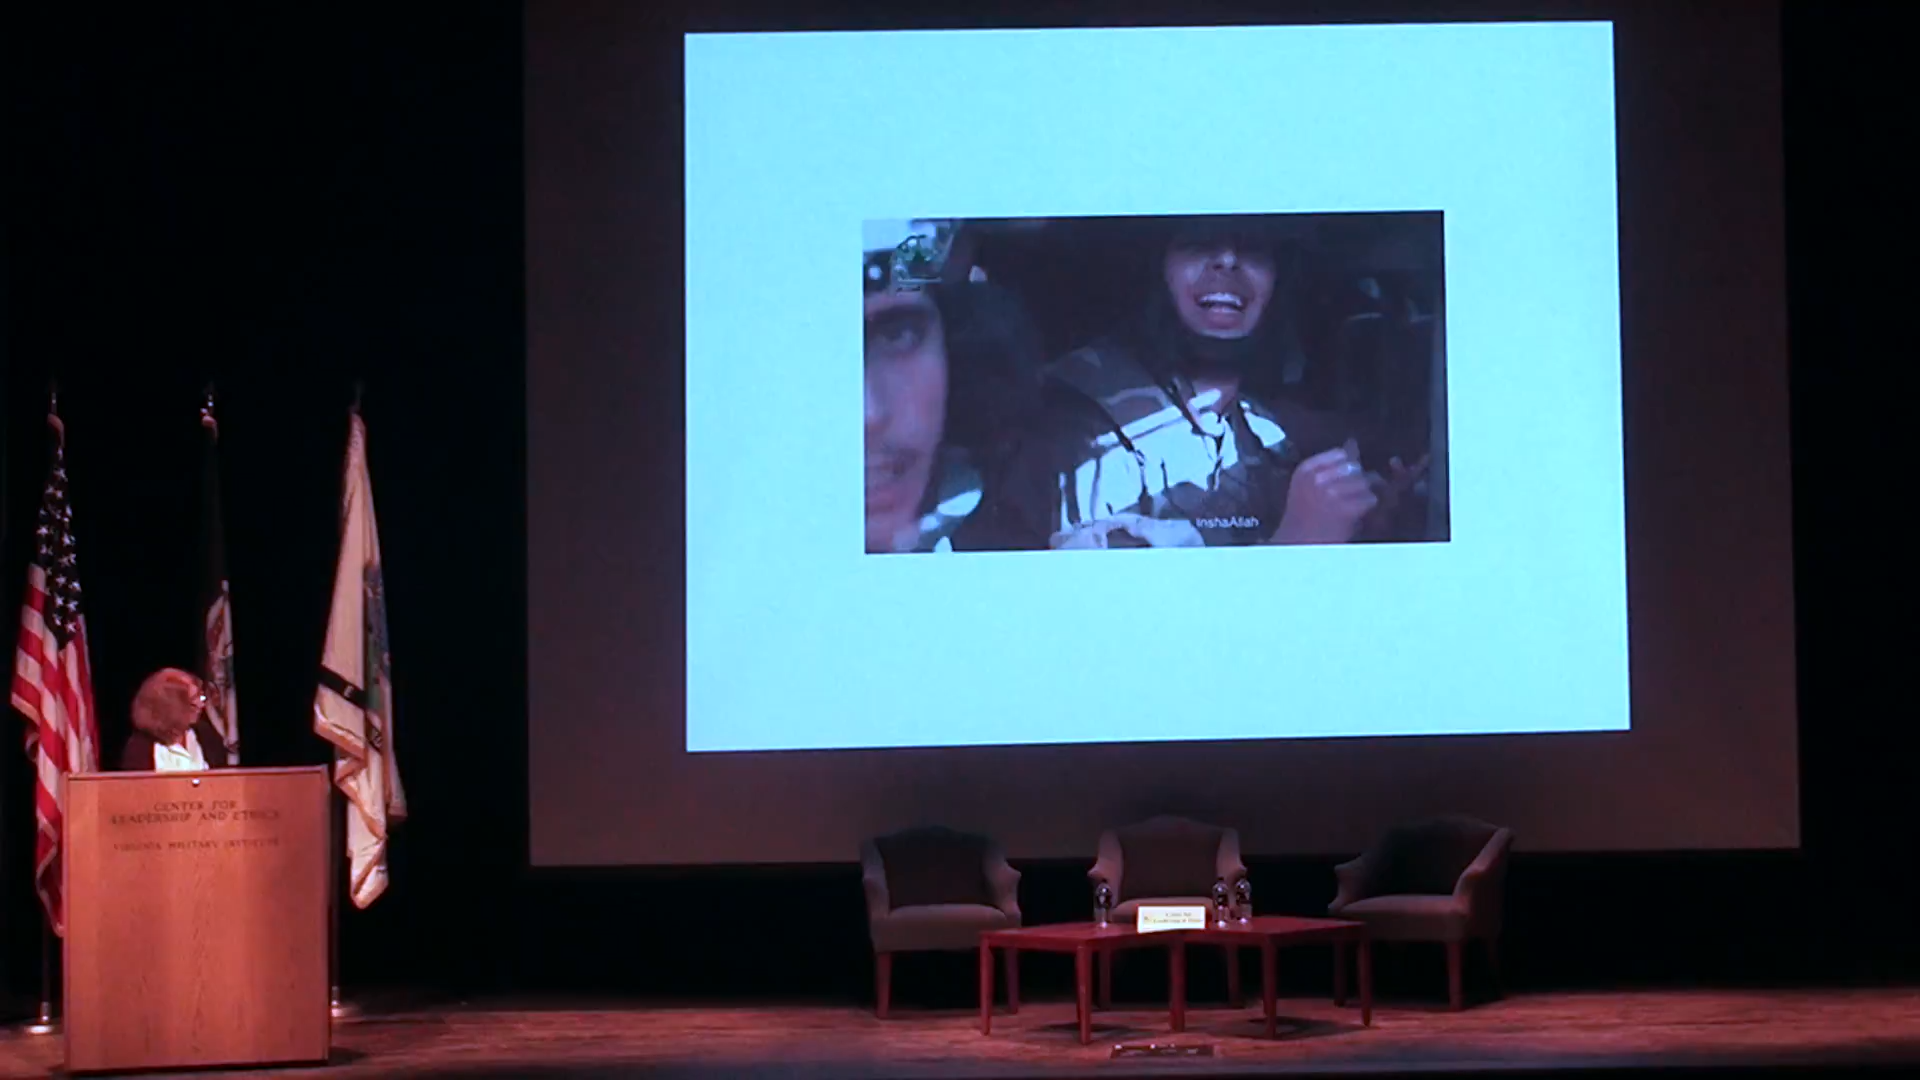 InshaAllah
CENTER FOR
LEADERSHIP AND ETHICS
VIRGINIA MILITARY INSTITUTE